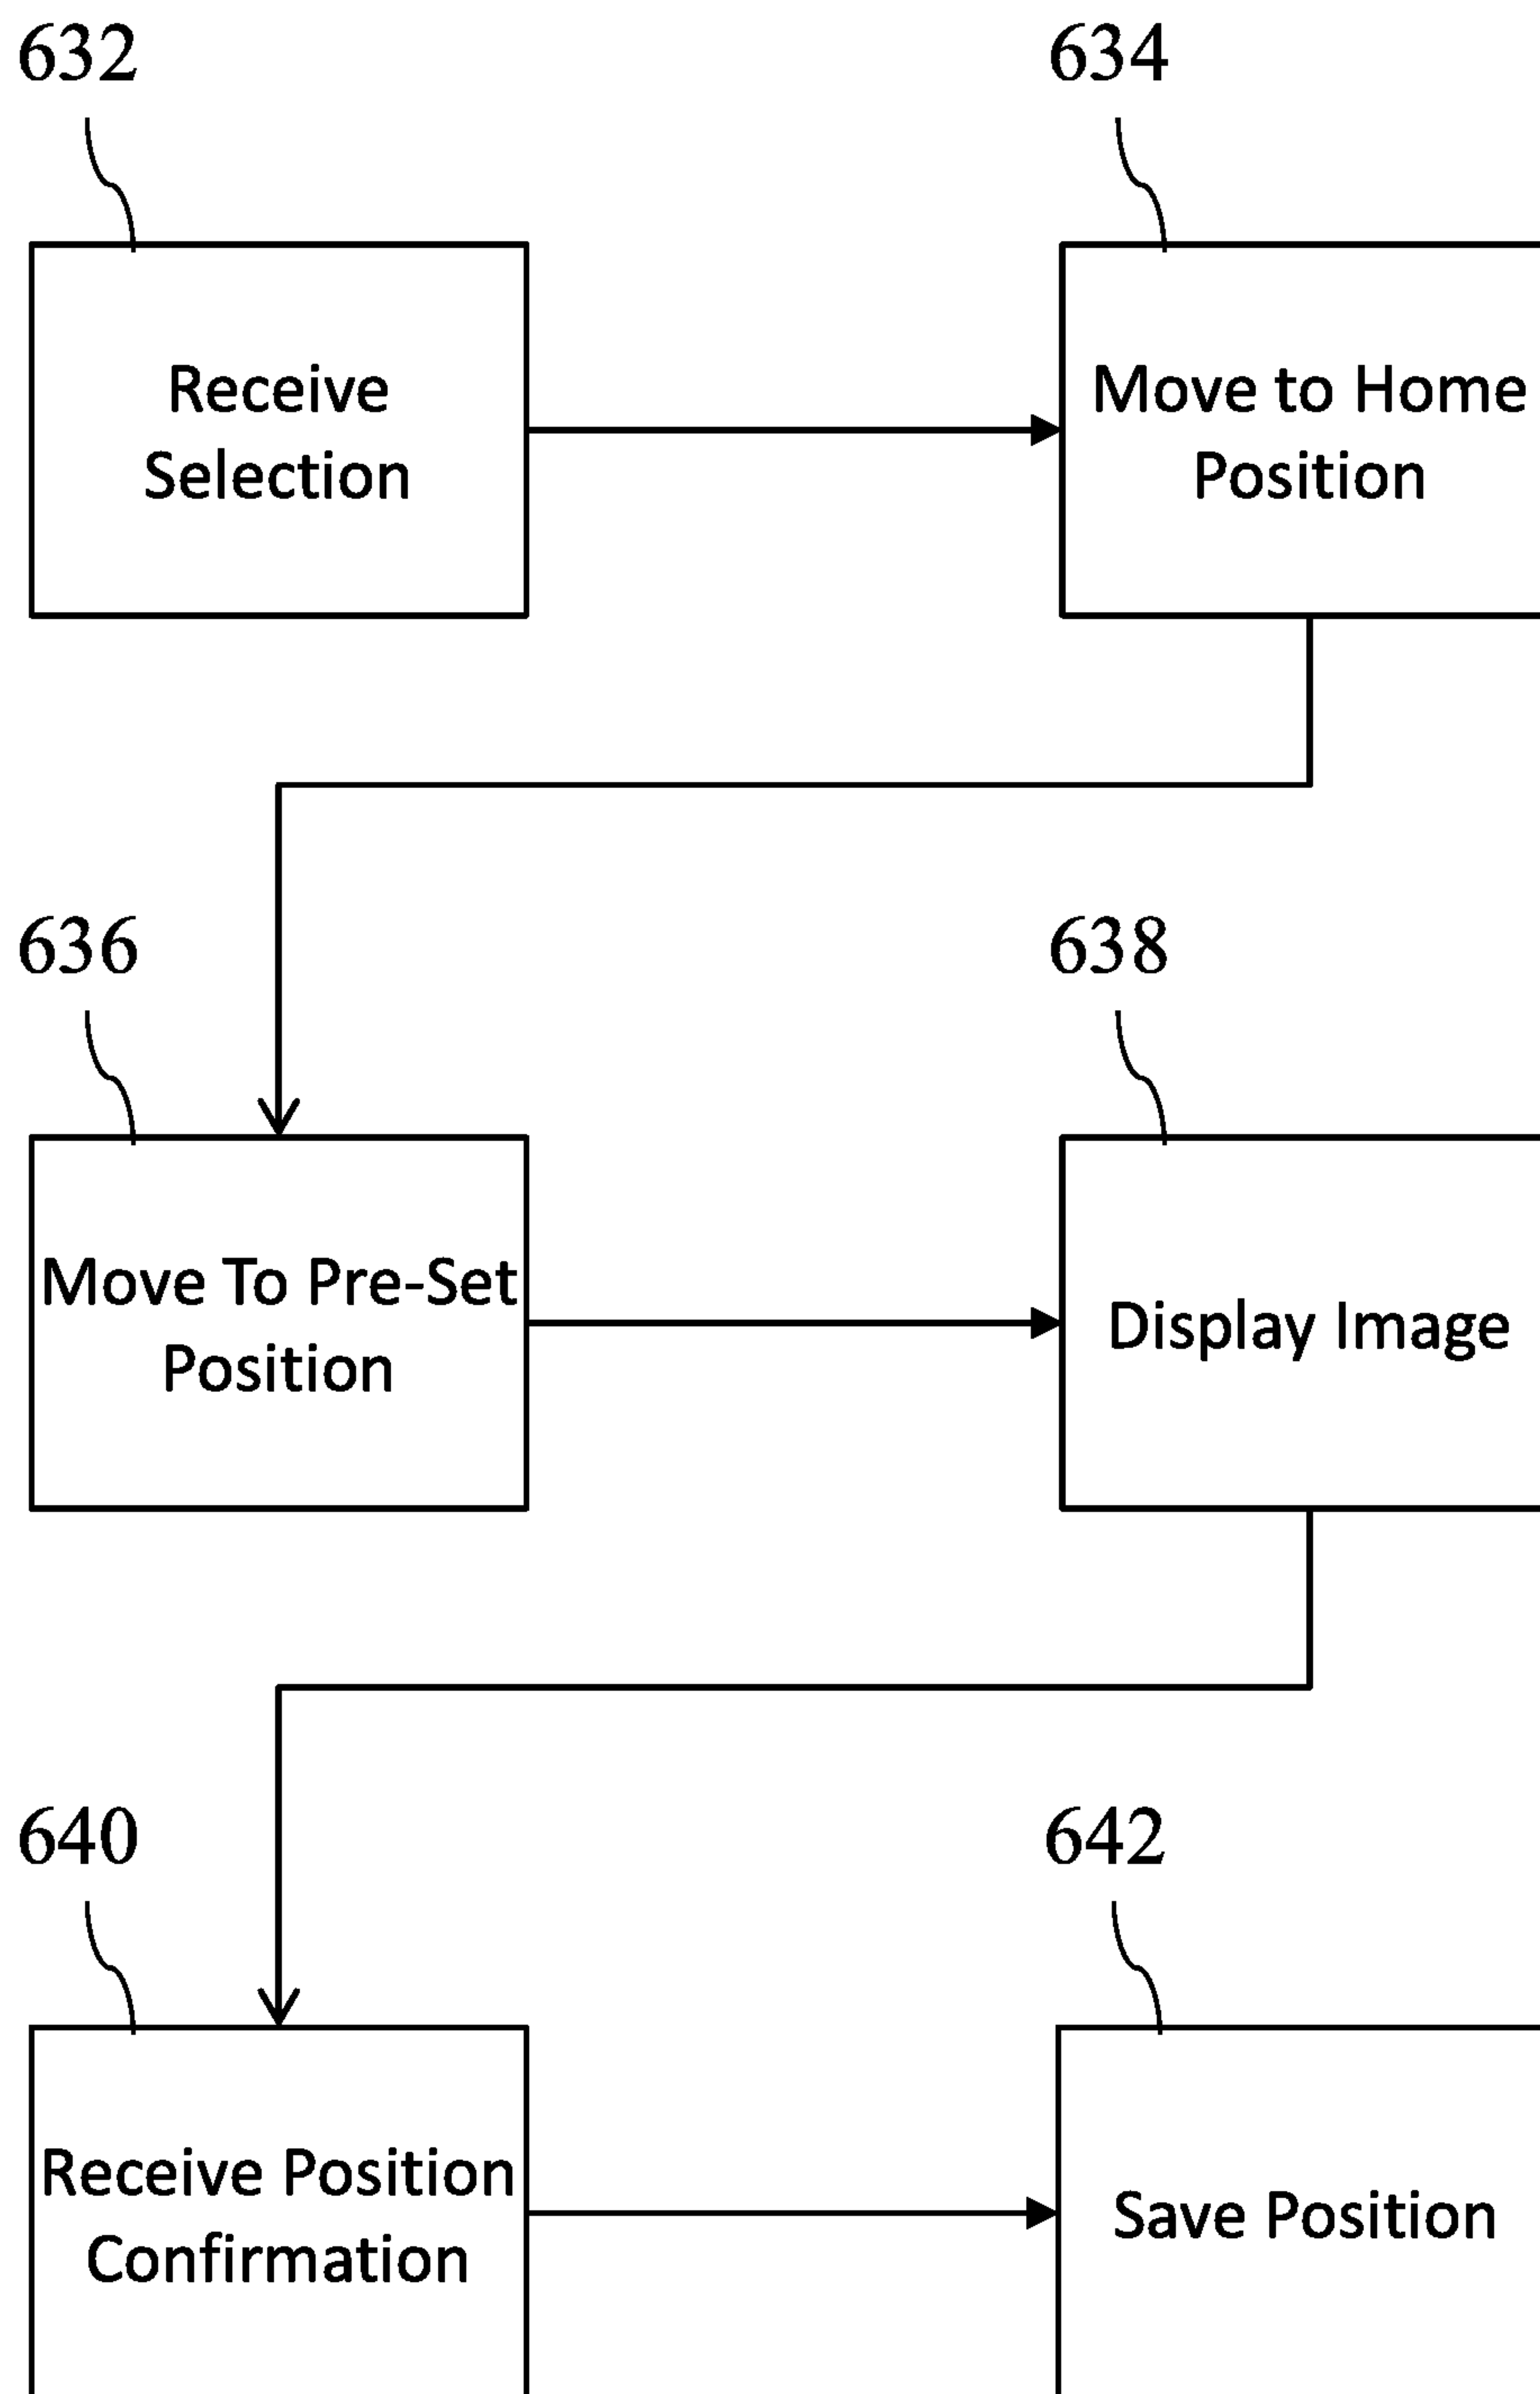 632
634
Receive
Selection
Move to Home
Position
636
638
Move To Pre-Set
Position
Display Image
640
642
Receive Position
Confirmation
Save Position